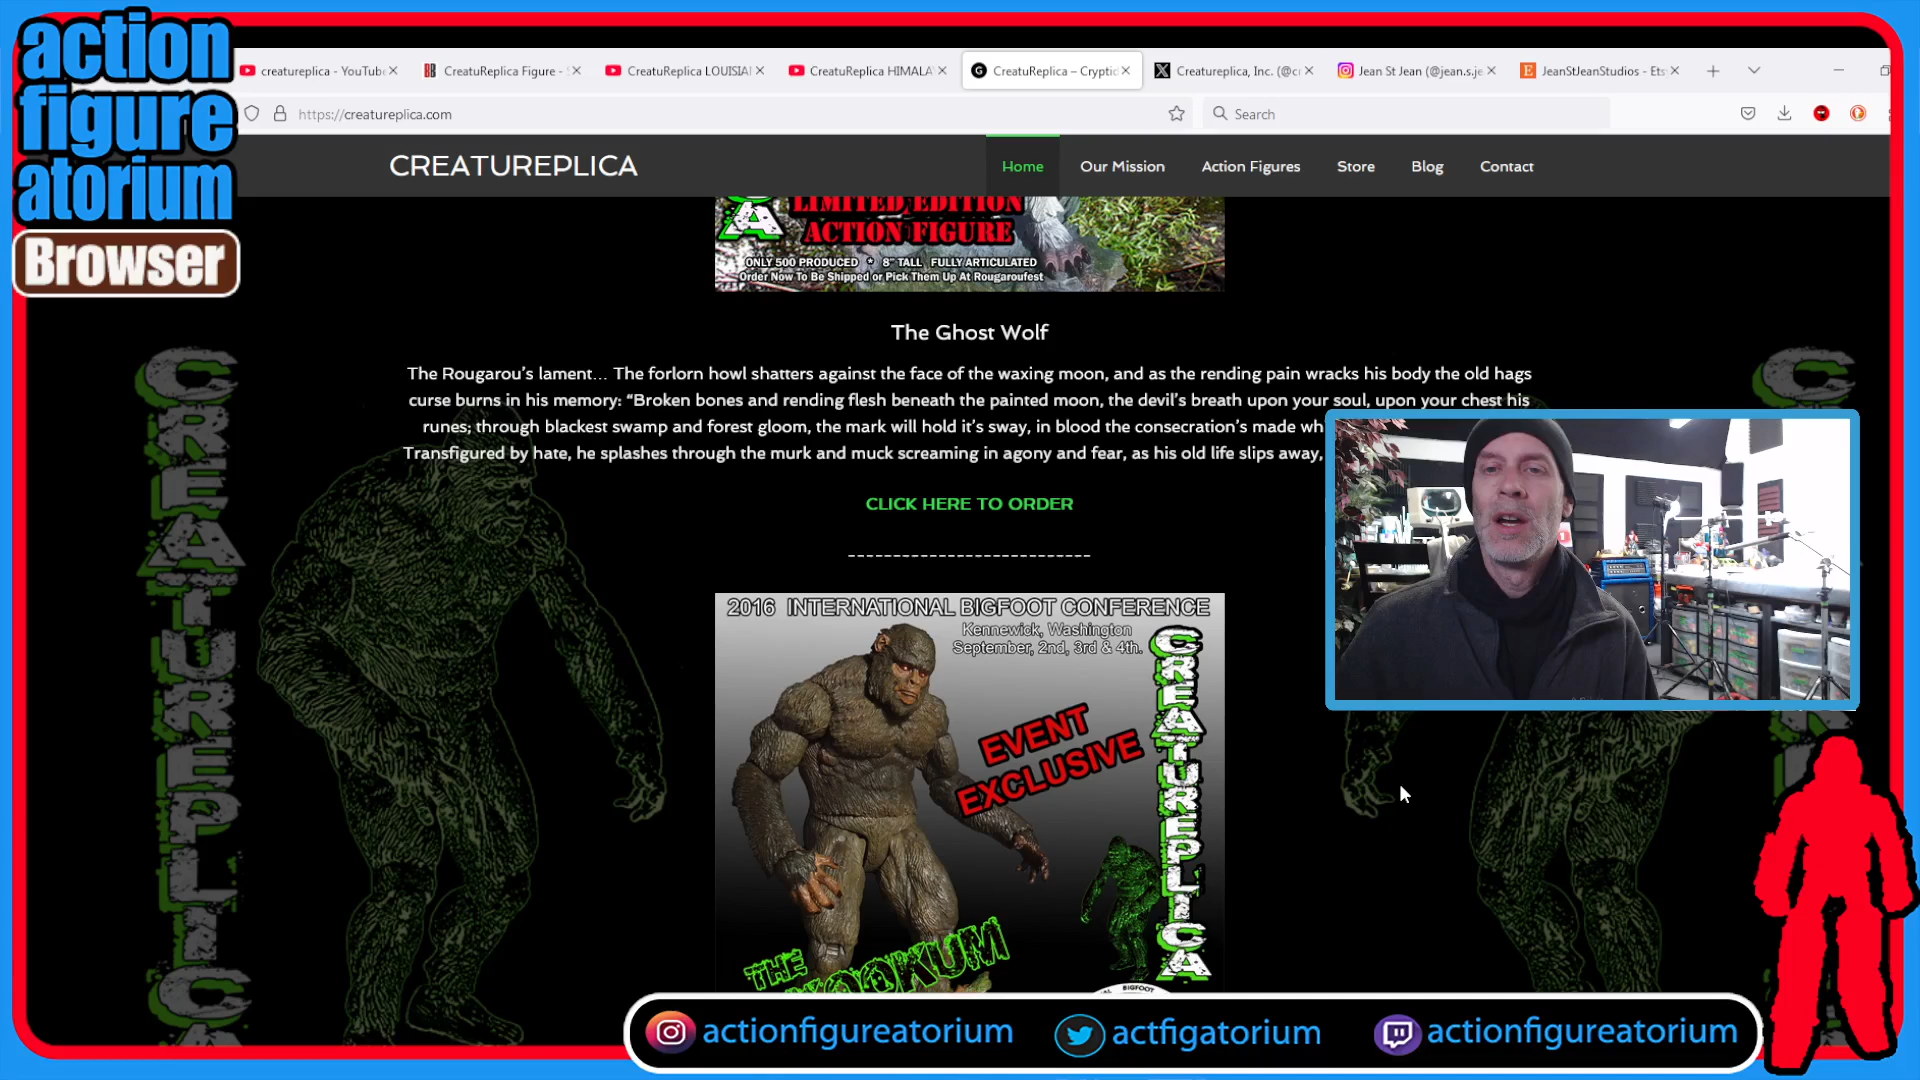 action
figure
atorium
Browser
creatureplica - YouTube
CreatuReplica Figure -
CreatuReplica LOUISIA
CreatuReplica HIMALA
CreatuReplica – Cryptid
Creatureplica, Inc. (@cr
Jean St Jean (@jean.s.je
JeanStJeanStudios - Ets
https://creatureplica.com
Search
CREATUREPLICA
Home
Our Mission
Action Figures
Store
Blog
Contact
LIMITED EDITION
ACTION FIGURE
ONLY 500 PRODUCED * 8" TALL FULLY ARTICULATED
Order Now To Be Shipped or Pick Them Up At Rougaroufest
The Ghost Wolf
The Rougarou's lament... The forlorn howl shatters against the face of the waxing moon, and as the rending pain wracks his body the old hags
curse burns in his memory: “Broken bones and rending flesh beneath the painted moon, the devil's breath upon your soul, upon your chest his
runes; through blackest swamp and forest gloom, the mark will hold it's sway, in blood the consecration's made wh
Transfigured by hate, he splashes through the murk and muck screaming in agony and fear, as his old life slips away,
CLICK HERE TO ORDER
---------------------------
2016 INTERNATIONAL BIGFOOT CONFERENCE
Kennewick, Washington
September, 2nd, 3rd & 4th.
EVENT
EXCLUSIVE
CREATUREPLICA
THE
BIGFOOT
CREATUREPLICA
actionfigureatorium
actfigatorium
actionfigureatorium